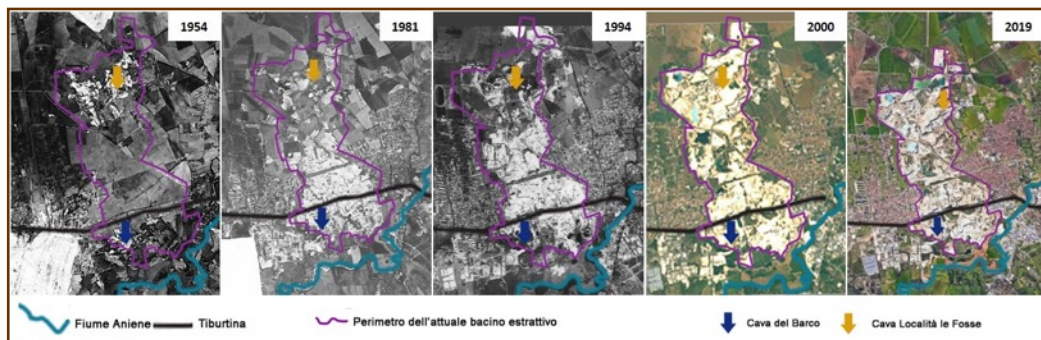 1954
1981
1994
2000
2019
Fiume Aniene
Tiburtina
Perimetro dell'attuale bacino estrattivo
Cava del Barco
Cava Località le Fosse